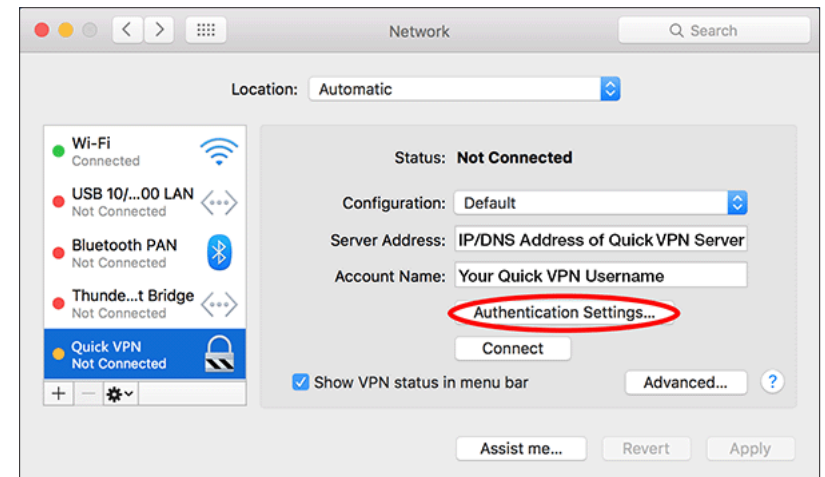 Network
Search
Location: Automatic
Wi-Fi
Connected
USB 10/...00 LAN
Not Connected
Bluetooth PAN
Not Connected
Thunde...t Bridge
Not Connected
Quick VPN
Not Connected
Status: Not Connected
Configuration: Default
Server Address: IP/DNS Address of Quick VPN Server
Account Name: Your Quick VPN Username
Authentication Settings...
Connect
Show VPN status in menu bar
Advanced... ?
Assist me... Revert Apply